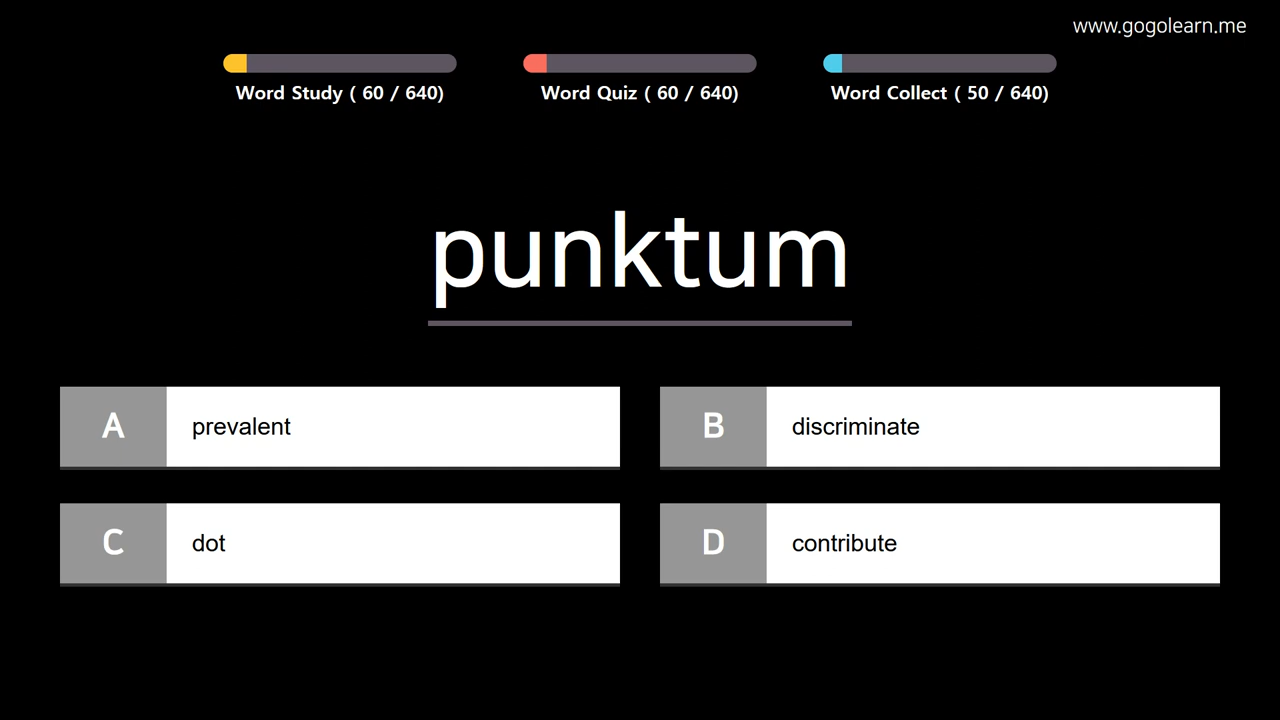 www.gogolearn.me
Word Study ( 60 / 640)
Word Quiz ( 60 / 640)
Word Collect ( 50 / 640)
punktum
A prevalent
B discriminate
C dot
D contribute